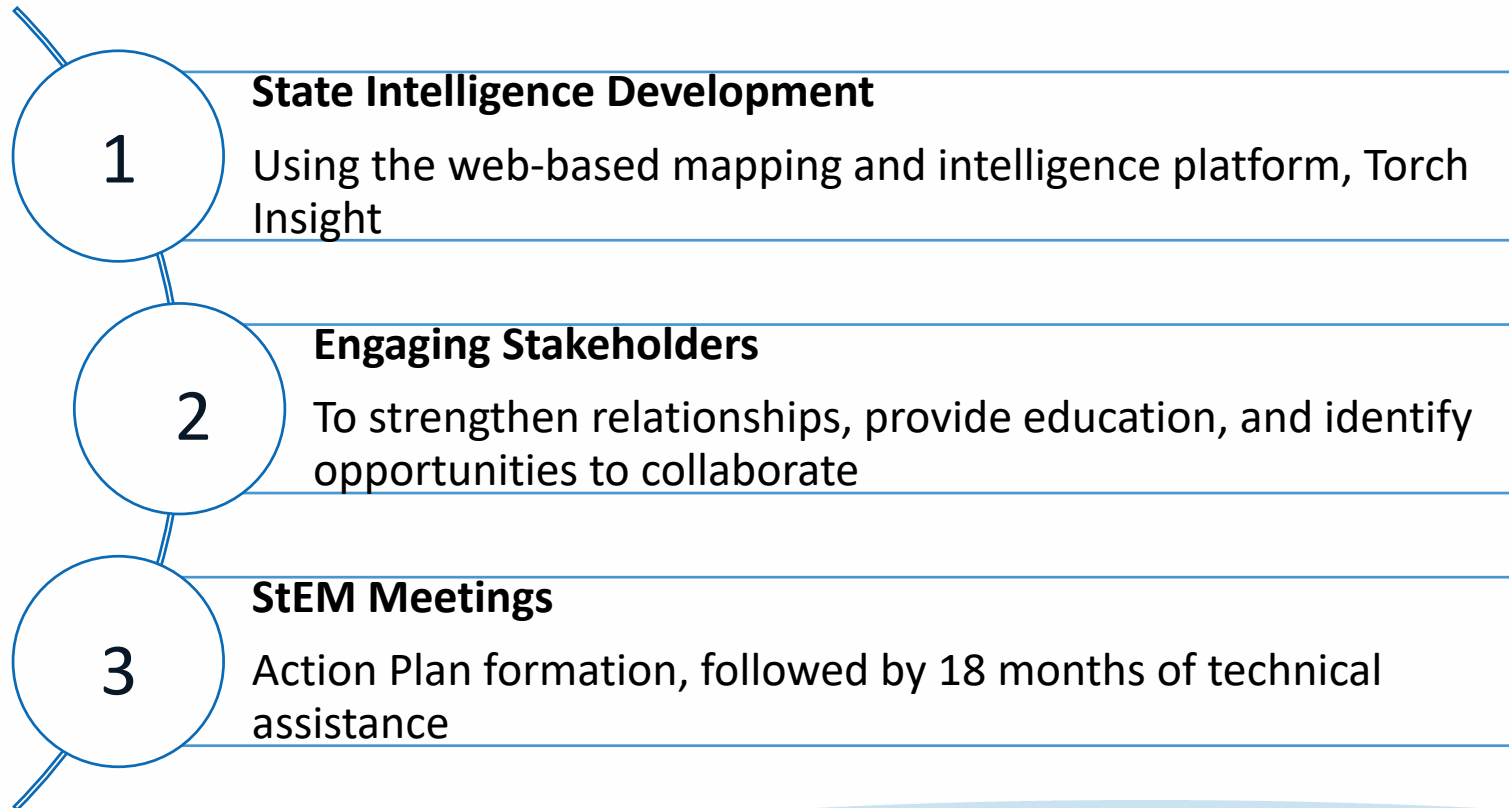 1
State Intelligence Development
Using the web-based mapping and intelligence platform, Torch
Insight
2
Engaging Stakeholders
To strengthen relationships, provide education, and identify
opportunities to collaborate
3
StEM Meetings
Action Plan formation, followed by 18 months of technical
assistance